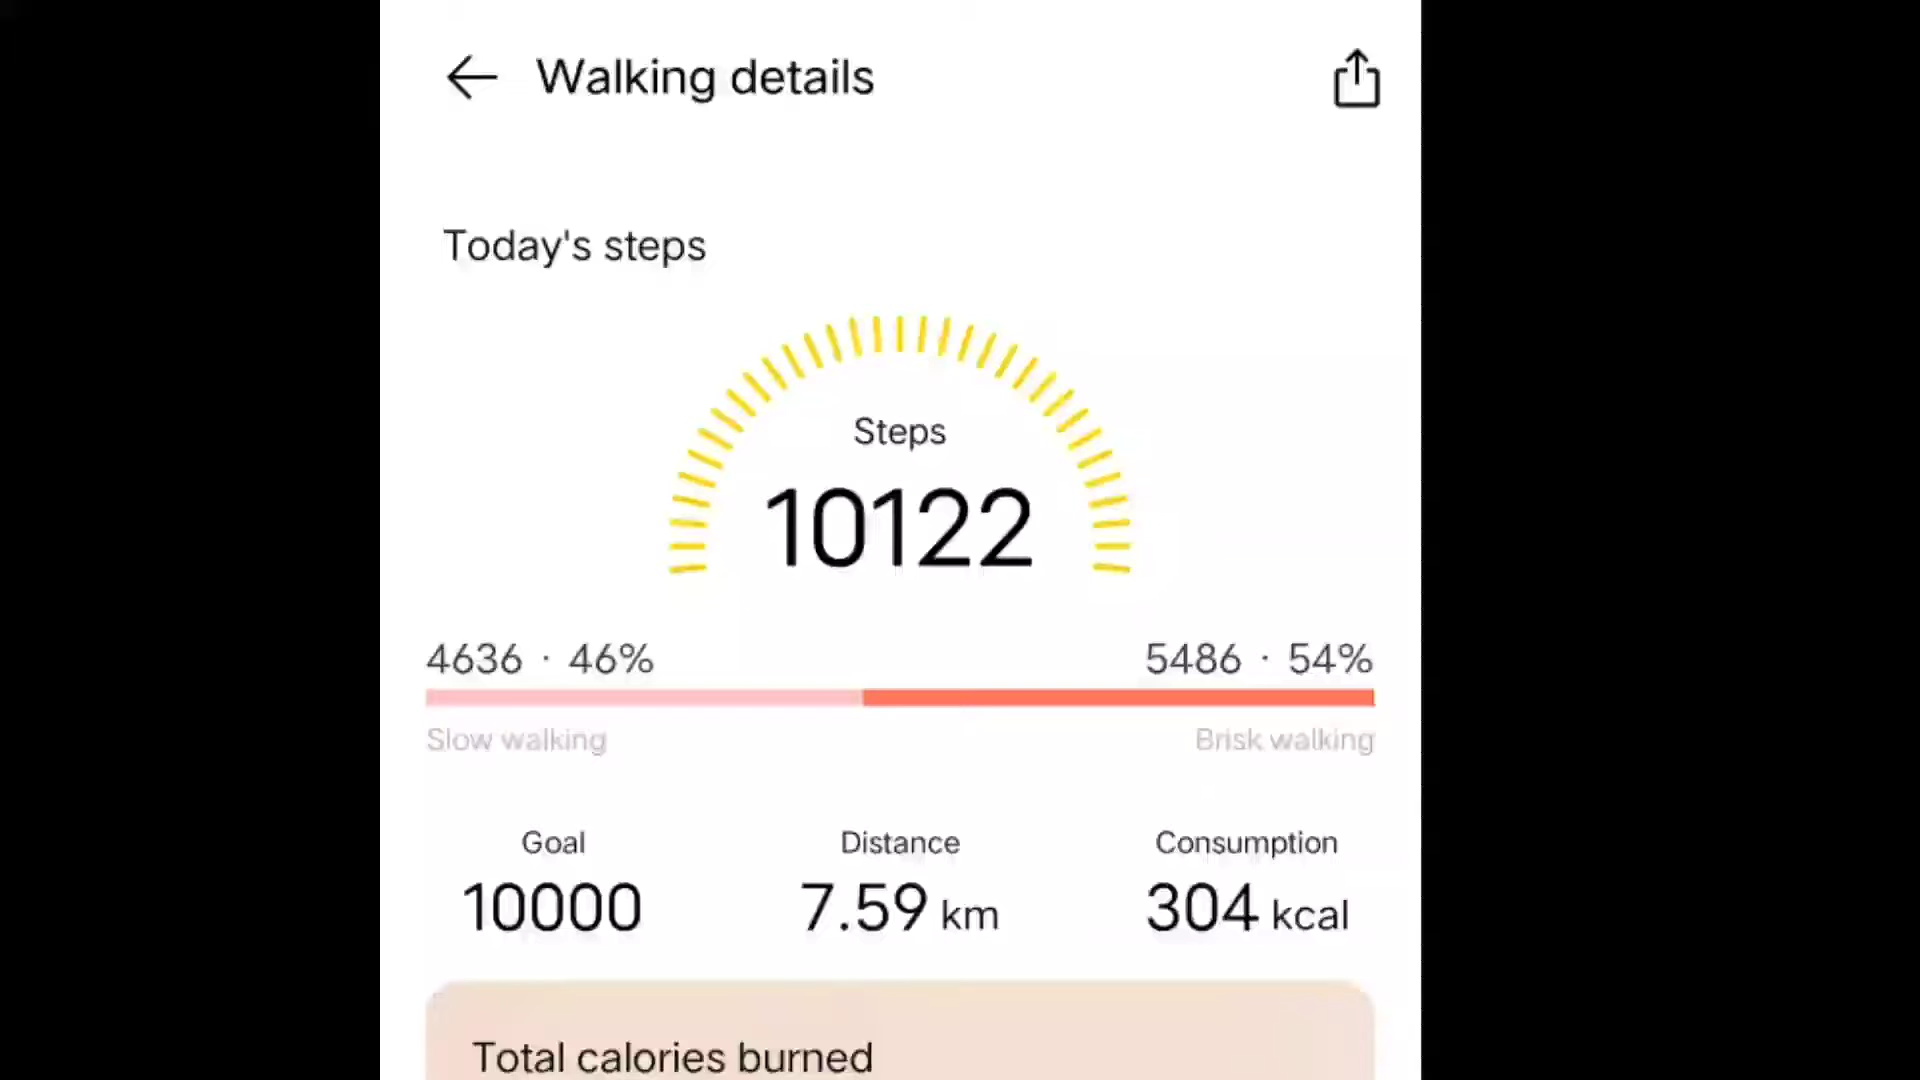 Walking details
Today's steps
Steps
10122
4636 · 46% 5486 · 54%
Slow walking Brisk walking
Goal Distance Consumption
10000 7.59 km 304 kcal
Total calories burned